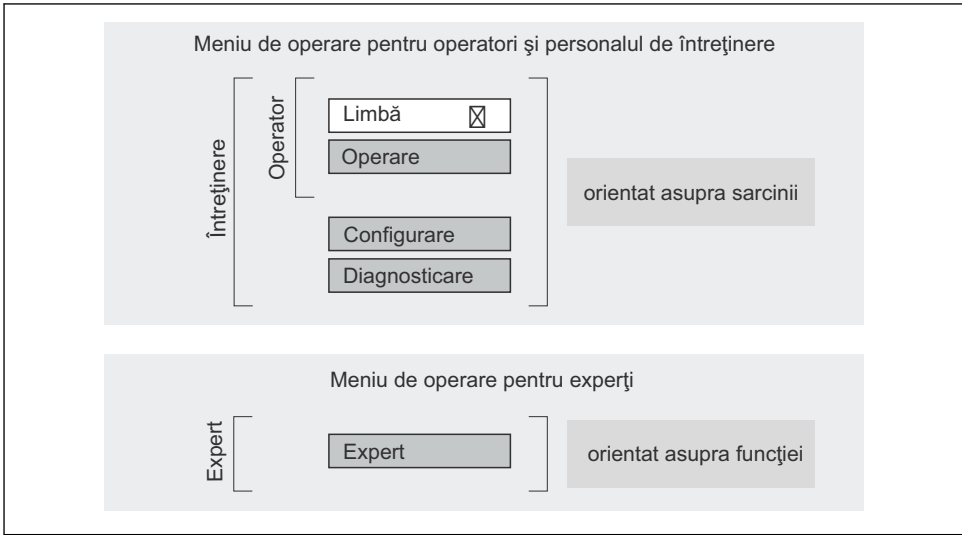 Meniu de operare pentru operatori şi personalul de întreţinere
Întreţinere
Operator
Limbă
Operare
Configurare
Diagnosticare
orientat asupra sarcinii
Meniu de operare pentru experţi
Expert
Expert
orientat asupra funcţiei